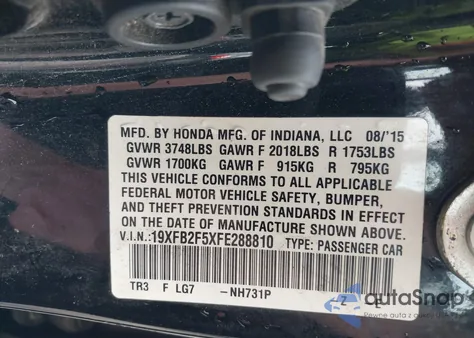 MFD. BY HONDA MFG. OF INDIANA, LLC 08/'15
GVWR 3748LBS GAWR F 2018LBS R 1753LBS
GVWR 1700KG GAWR F 915KG R 795KG
THIS VEHICLE CONFORMS TO ALL APPLICABLE
FEDERAL MOTOR VEHICLE SAFETY, BUMPER,
AND THEFT PREVENTION STANDARDS IN EFFECT
ON THE DATE OF MANUFACTURE SHOWN ABOVE.
V.I.N.:19XFB2F5XFE288810 TYPE: PASSENGER CAR
TR3 F LG7 –NH731P Z
autaSnap